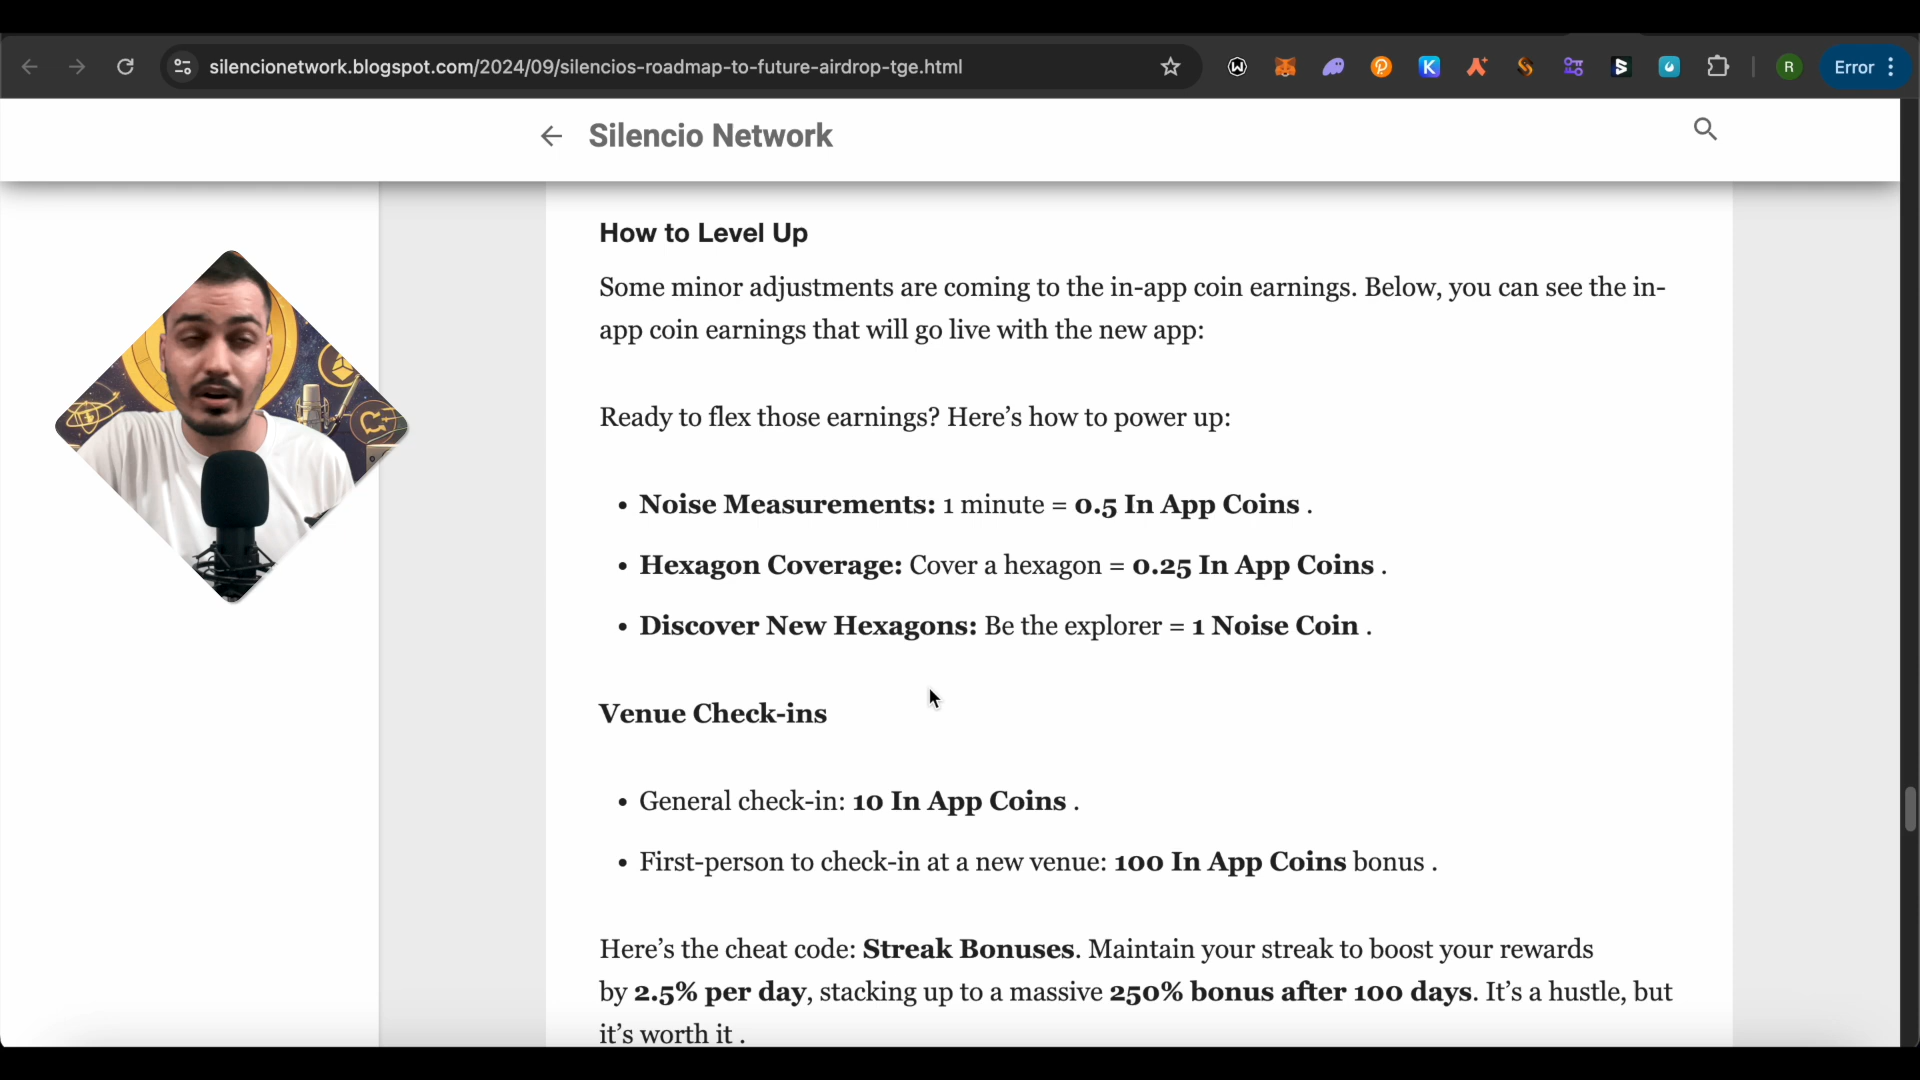 silencionetwork.blogspot.com/2024/09/silencios-roadmap-to-future-airdrop-tge.html
R
Error
Silencio Network
How to Level Up
Some minor adjustments are coming to the in-app coin earnings. Below, you can see the in-
app coin earnings that will go live with the new app:
Ready to flex those earnings? Here’s how to power up:
• Noise Measurements: 1 minute = 0.5 In App Coins .
• Hexagon Coverage: Cover a hexagon = 0.25 In App Coins .
• Discover New Hexagons: Be the explorer = 1 Noise Coin .
Venue Check-ins
• General check-in: 10 In App Coins .
• First-person to check-in at a new venue: 100 In App Coins bonus .
Here’s the cheat code: Streak Bonuses. Maintain your streak to boost your rewards
by 2.5% per day, stacking up to a massive 250% bonus after 100 days. It’s a hustle, but
it’s worth it .